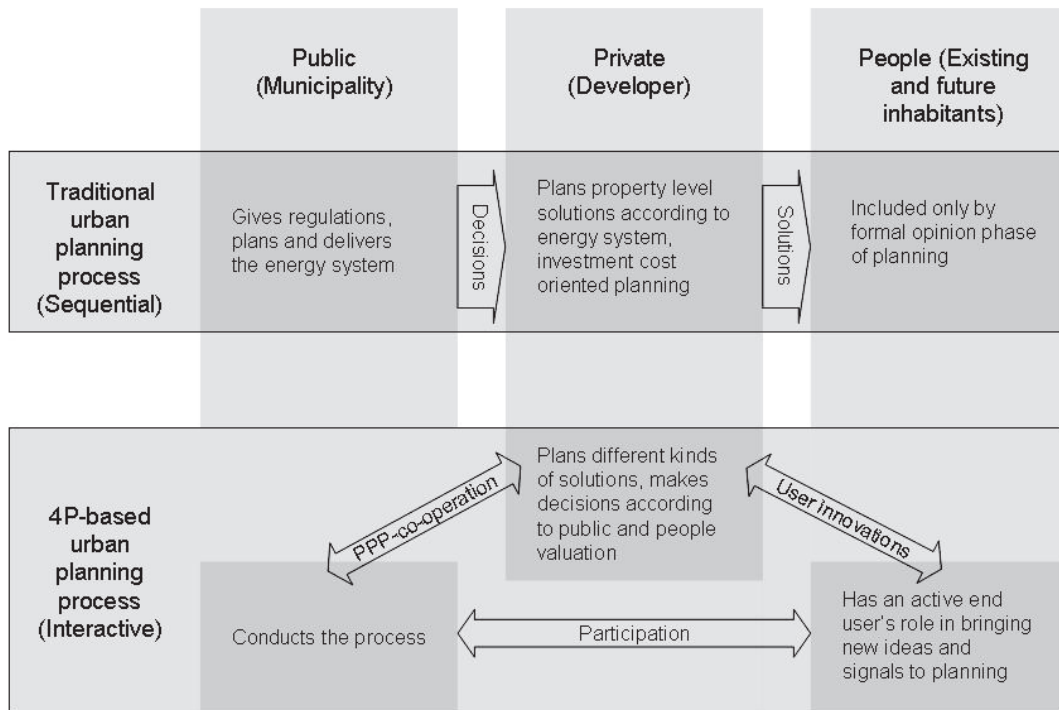 Public
(Municipality)
Private
(Developer)
People (Existing
and future
inhabitants)
Traditional
urban
planning
process
(Sequential)
Gives regulations,
plans and delivers
the energy system
Decisions
Plans property level
solutions according to
energy system,
investment cost
oriented planning
Solutions
Included only by
formal opinion phase
of planning
4P-based
urban
planning
process
(Interactive)
Conducts the process
PPP-co-operation
Plans different kinds
of solutions, makes
decisions according
to public and people
valuation
User innovations
Participation
Has an active end
user's role in bringing
new ideas and
signals to planning